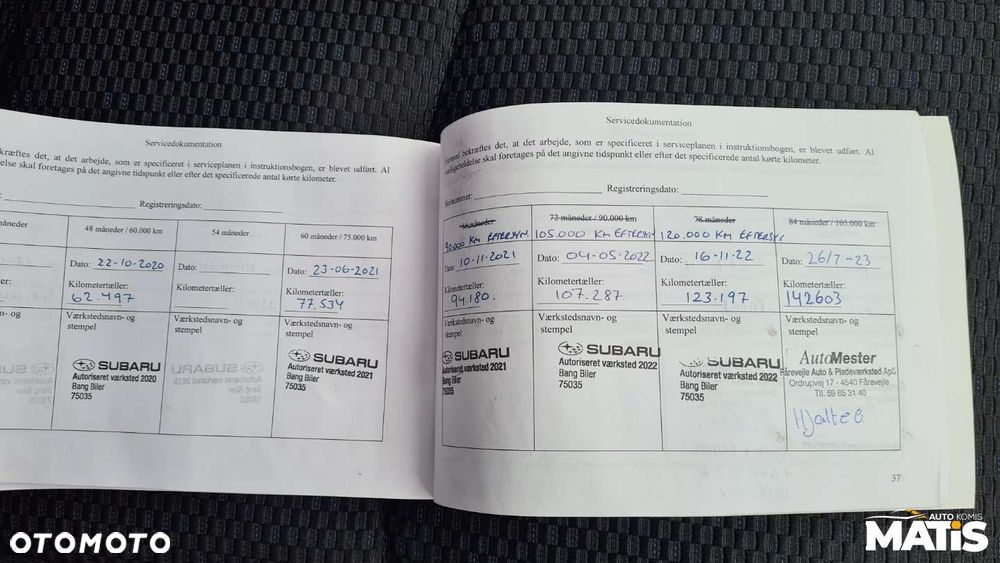 Servicedokumentation
kræftes det, at det arbejde, som er specificeret i serviceplanen i instruktionsbogen, er blevet udført. Al
else skal foretages på det angivne tidspunkt eller efter det specificerede antal kørte kilometer.
Registreringsdato:
48 måneder / 60.000 km
54 måneder
60 måneder / 75.000 km
Dato: 22-10-2020
Dato:
Dato: 23-06-2021
Kilometertæller:
62.497
Kilometertæller:
Kilometertæller:
77.534
Værkstedsnavn- og
stempel
Værkstedsnavn- og
stempel
Værkstedsnavn- og
stempel
SUBARU
Autoriseret værksted 2020
Bang Biler
75035
SUBARU
Autoriseret værksted 2021
Bang Biler
75035
Servicedokumentation
bekræftes det, at det arbejde, som er specificeret i serviceplanen i instruktionsbogen, er blevet udført. Al
skal foretages på det angivne tidspunkt eller efter det specificerede antal kørte kilometer.
Registreringsdato:
måneder
72 måneder / 90.000 km
78 måneder
84 måneder / 105.000 km
90.000 KM EFTERSYN.
105.000 KM EFTERSYN
120.000 KM EFTERSYN
Dato: 10-11-2021
Dato: 04-05-2022
Dato: 16-11-22
Dato: 26/7-23
Kilometertæller:
94.180.
Kilometertæller:
107.287
Kilometertæller:
123.197
Kilometertæller:
142603
Værkstedsnavn- og
stempel
Værkstedsnavn- og
stempel
Værkstedsnavn- og
stempel
Værkstedsnavn- og
stempel
SUBARU
Autoriseret værksted 2021
Bang Biler
75035
SUBARU
Autoriseret værksted 2022
Bang Biler
75035
SUBARU
Autoriseret værksted 2022
Bang Biler
75035
AutoMester
Fårevejle Auto & Pladeværksted ApS
Ordrupvej 17 - 4540 Fårevejle
Tlf. 59 65 31 40
Hjalte B.
37
OTOMOTO
AUTO KOMIS
MATIS